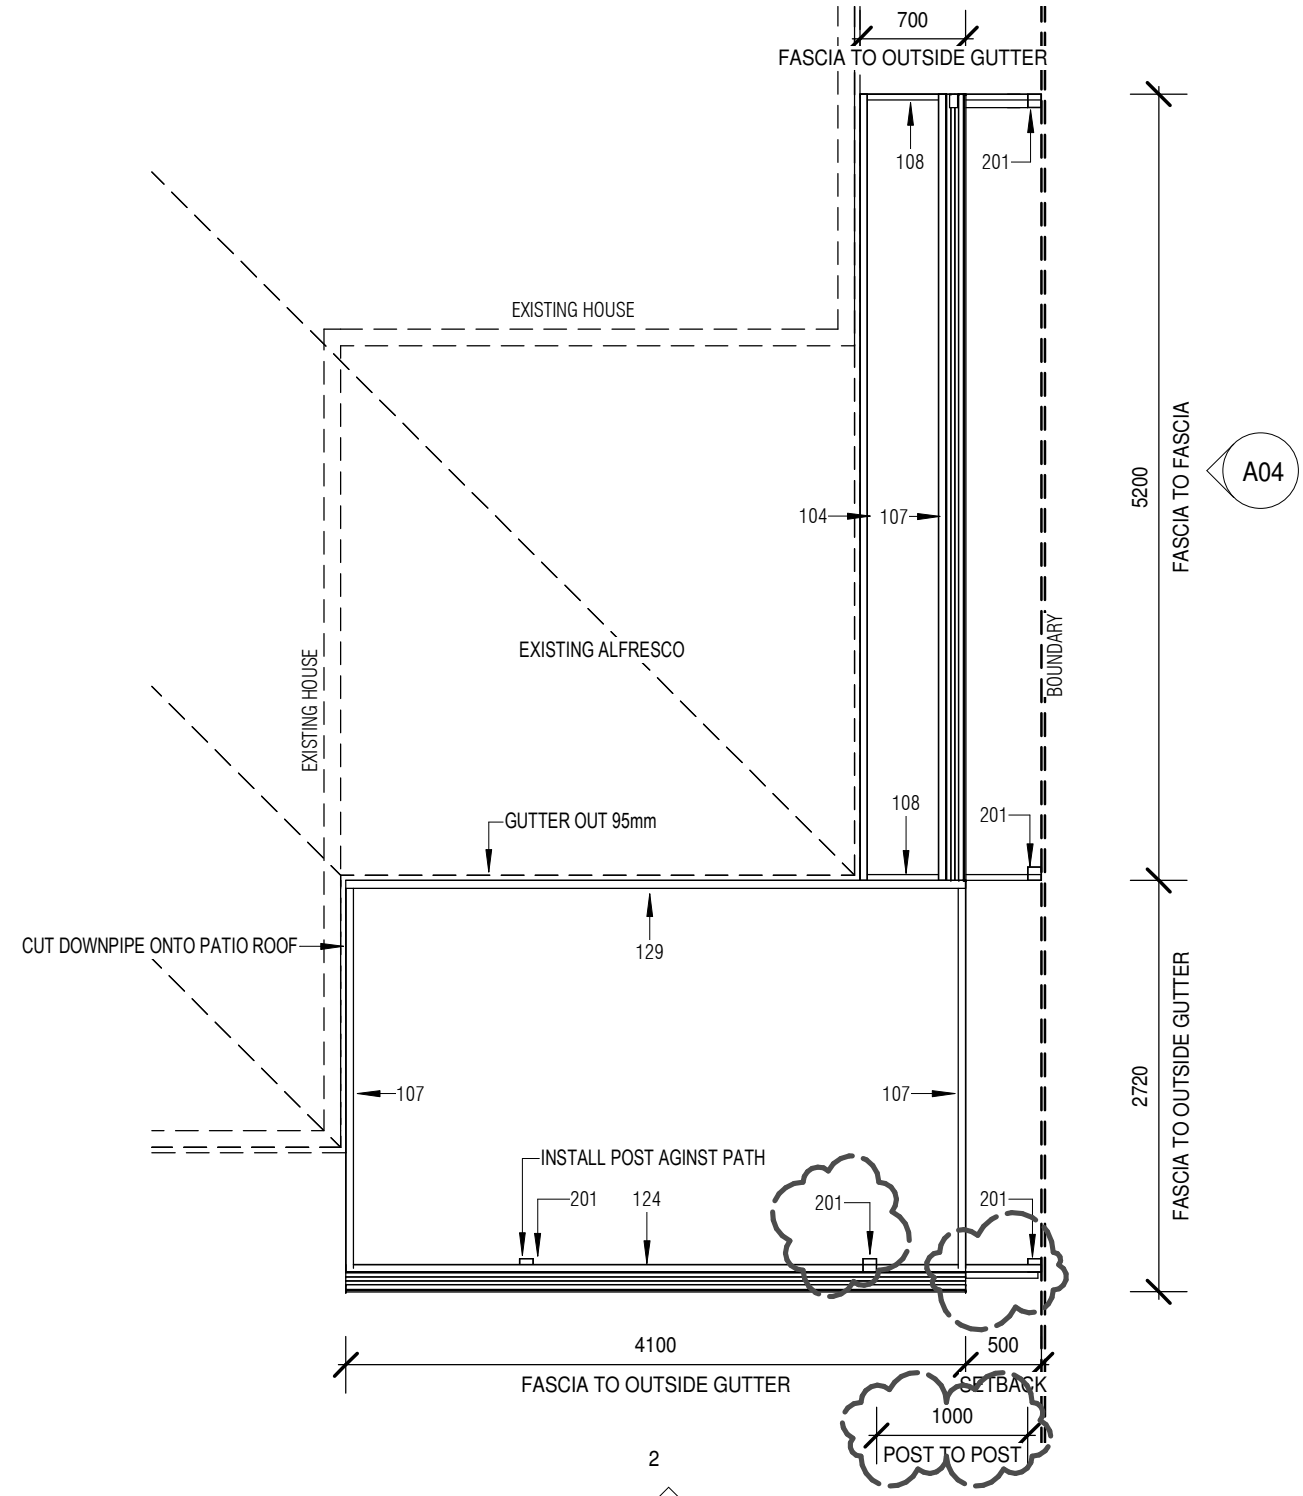 700
FASCIA TO OUTSIDE GUTTER
108
201
EXISTING HOUSE
FASCIA TO FASCIA
5200
A04
104
107
EXISTING ALFRESCO
BOUNDARY
EXISTING HOUSE
108
201
GUTTER OUT 95mm
CUT DOWNPIPE ONTO PATIO ROOF
129
FASCIA TO OUTSIDE GUTTER
2720
107
107
INSTALL POST AGINST PATH
201
124
201
201
4100
500
FASCIA TO OUTSIDE GUTTER
SETBACK
1000
POST TO POST
2